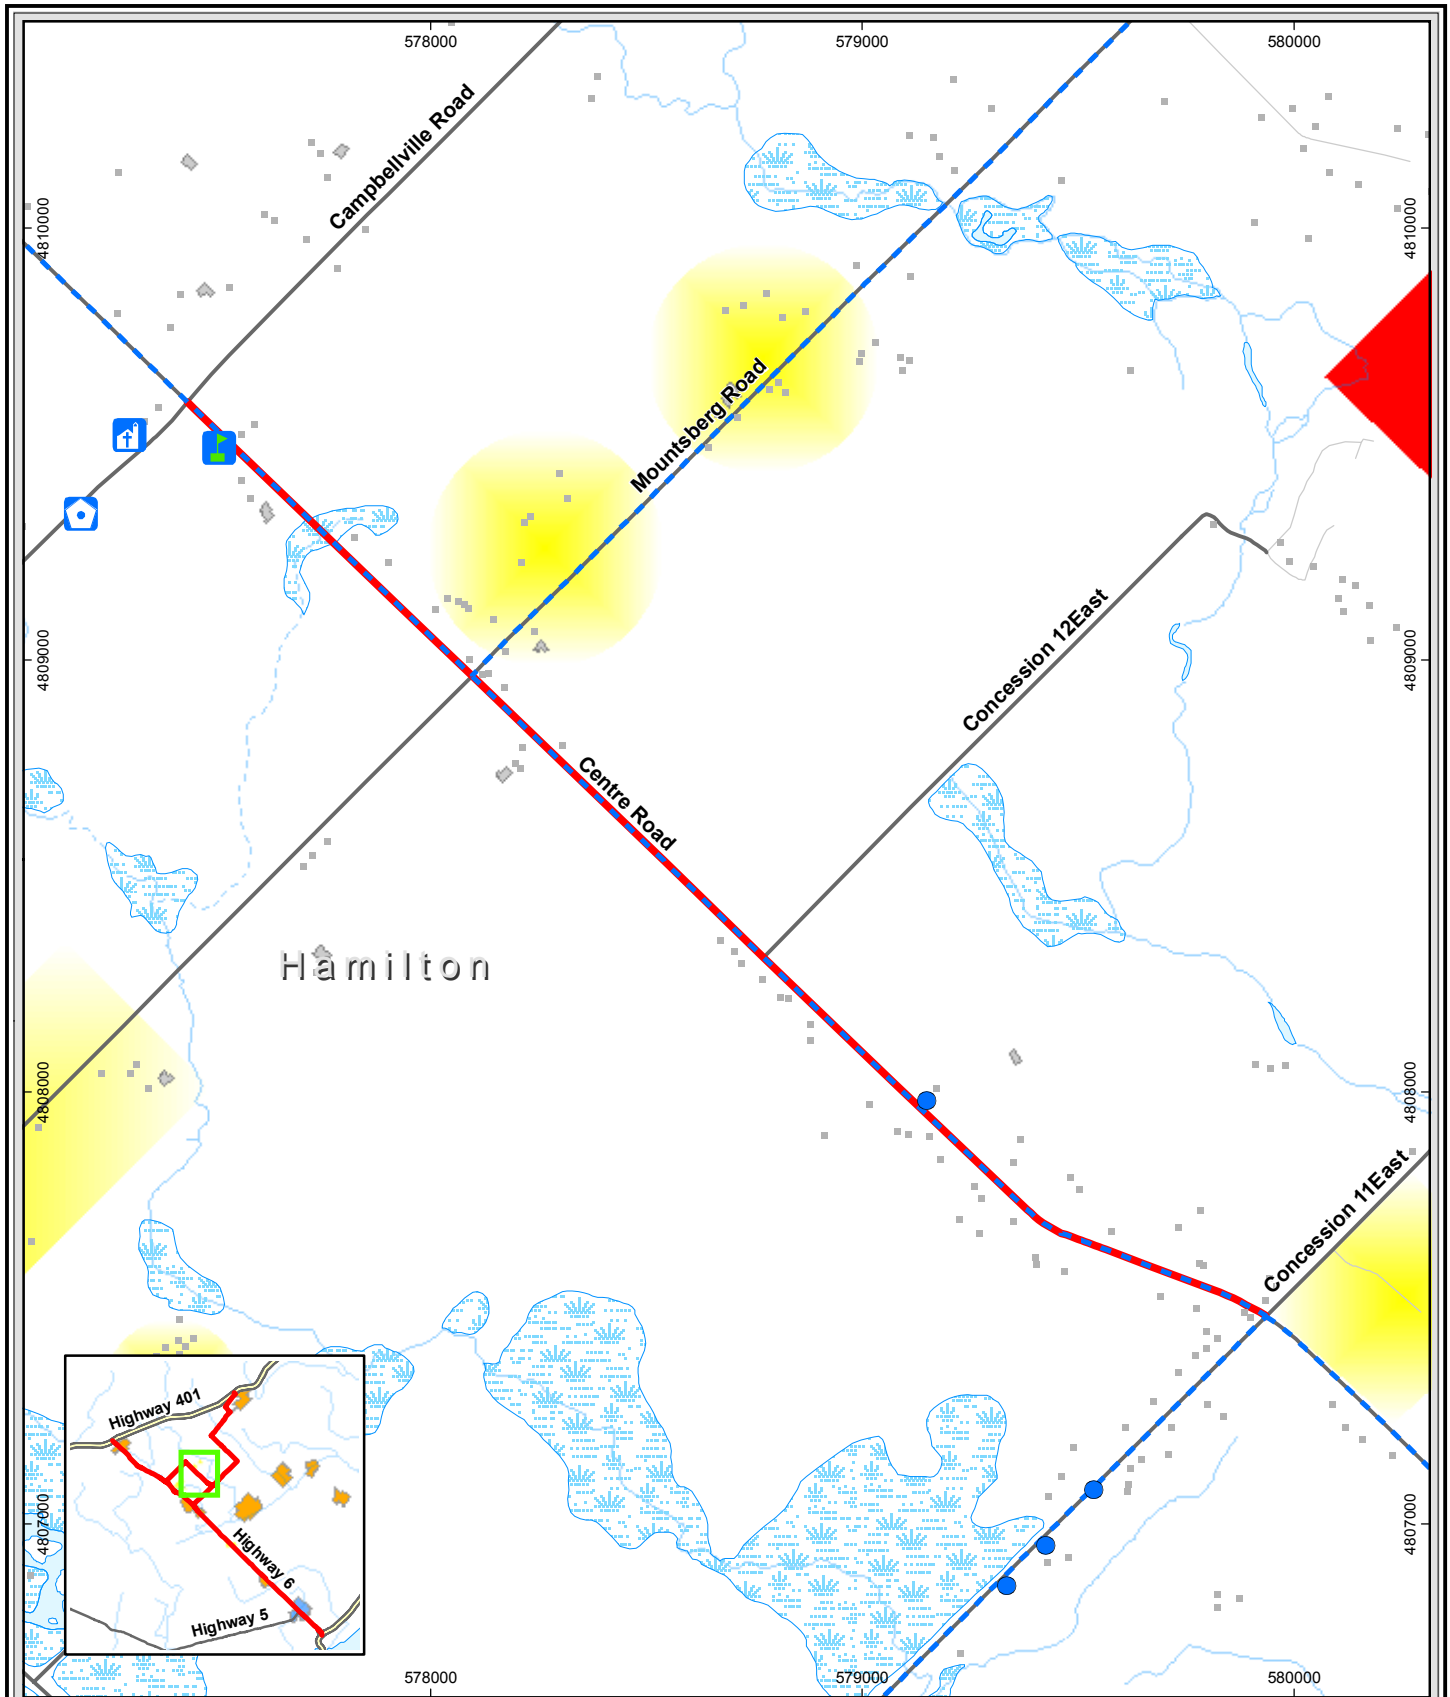 578000
579000
580000
Campbellville Road
4810000
4810000
Mountsberg Road
Concession 12East
4809000
4809000
Centre Road
Hamilton
4808000
4808000
Concession 11East
Highway 401
Highway 6
Highway 5
4807000
4807000
578000
579000
580000